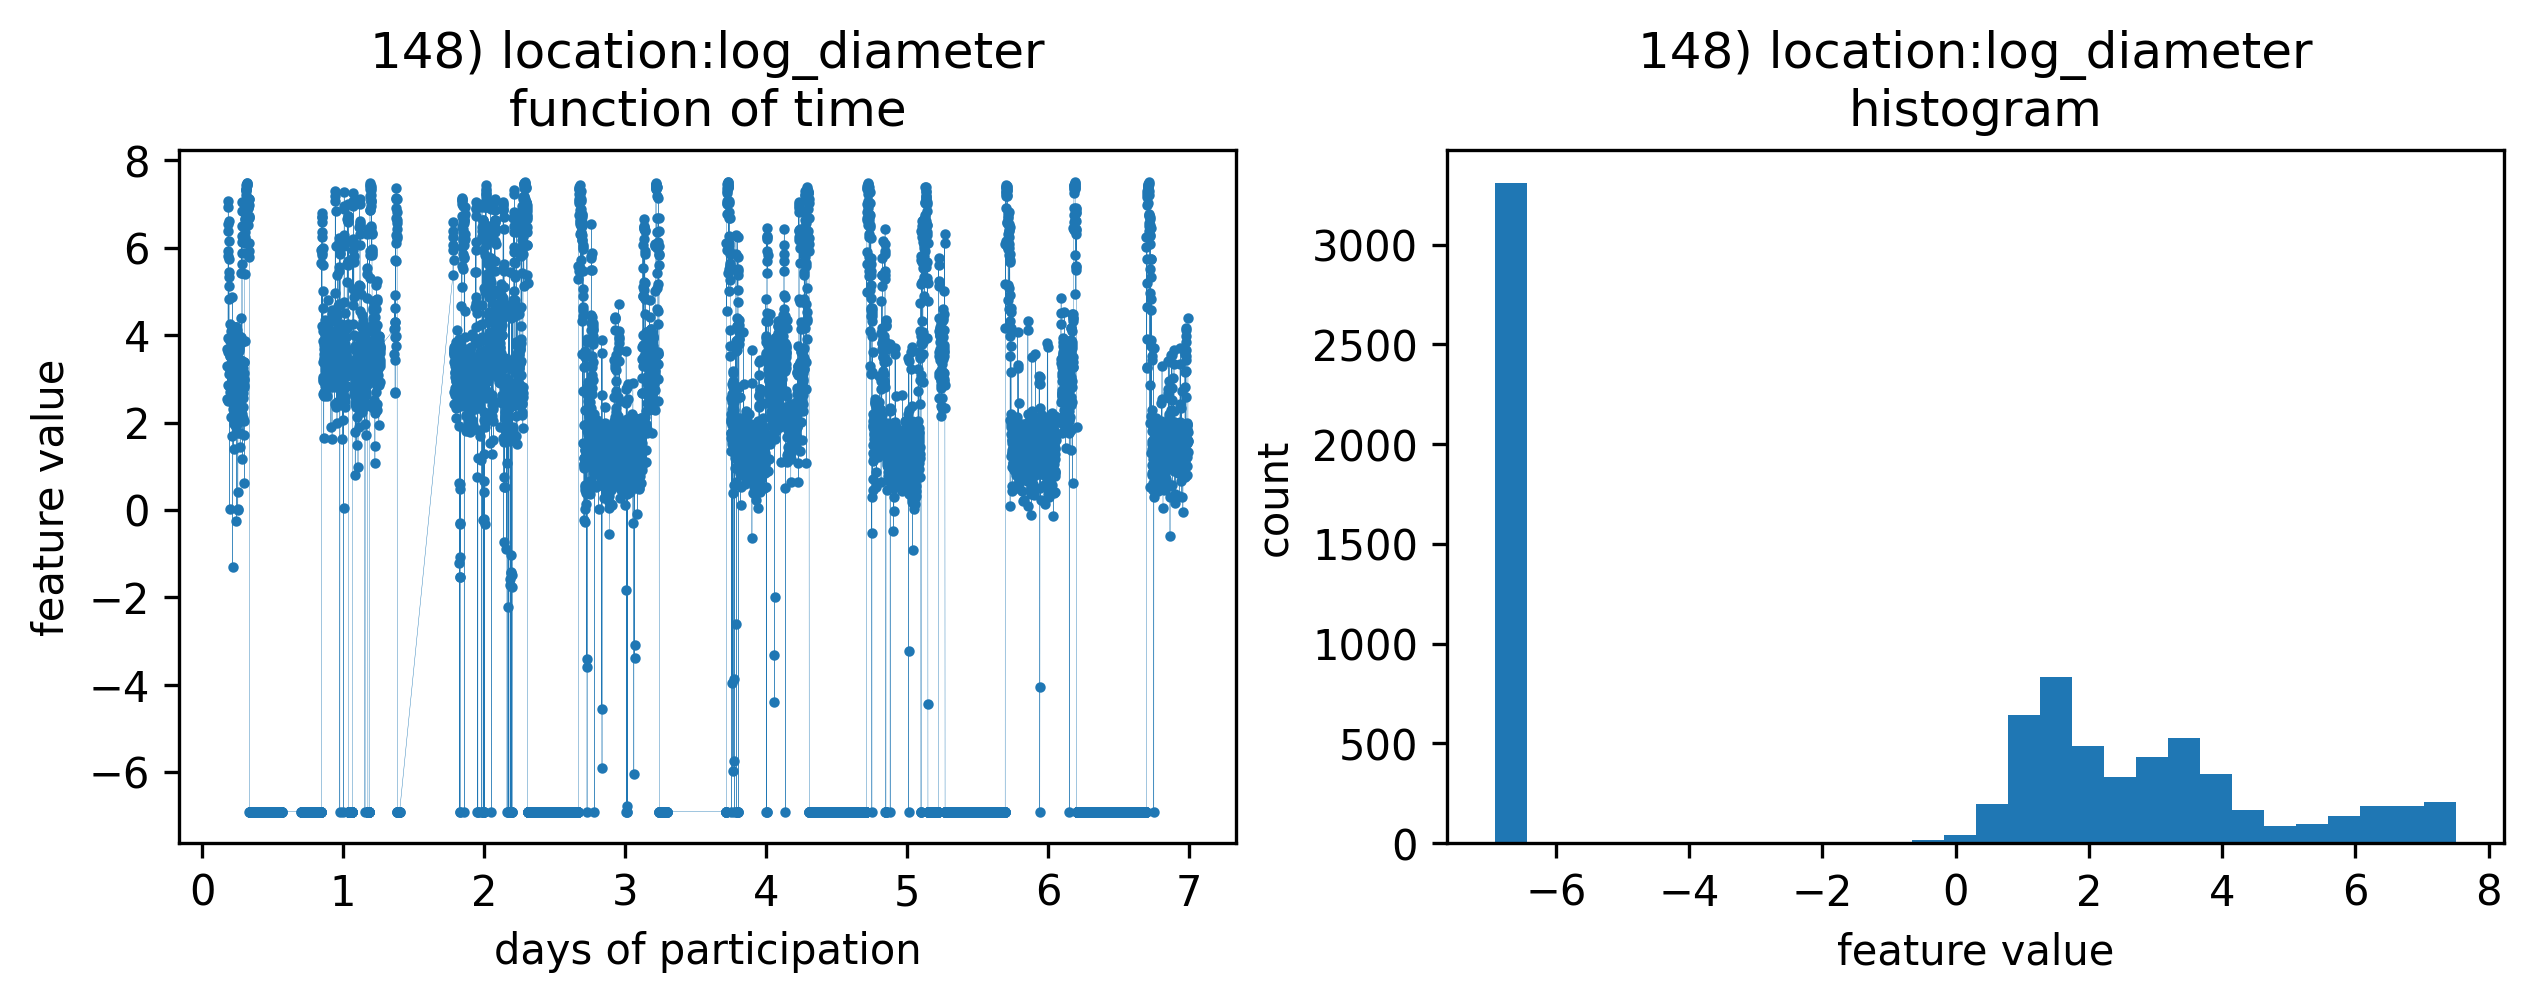 148) location:log_diameter
function of time
8
6
4
2
0
−2
−4
−6
feature value
0 1 2 3 4 5 6 7
days of participation
148) location:log_diameter
histogram
3000
2500
2000
1500
1000
500
0
count
−6 −4 −2 0 2 4 6 8
feature value